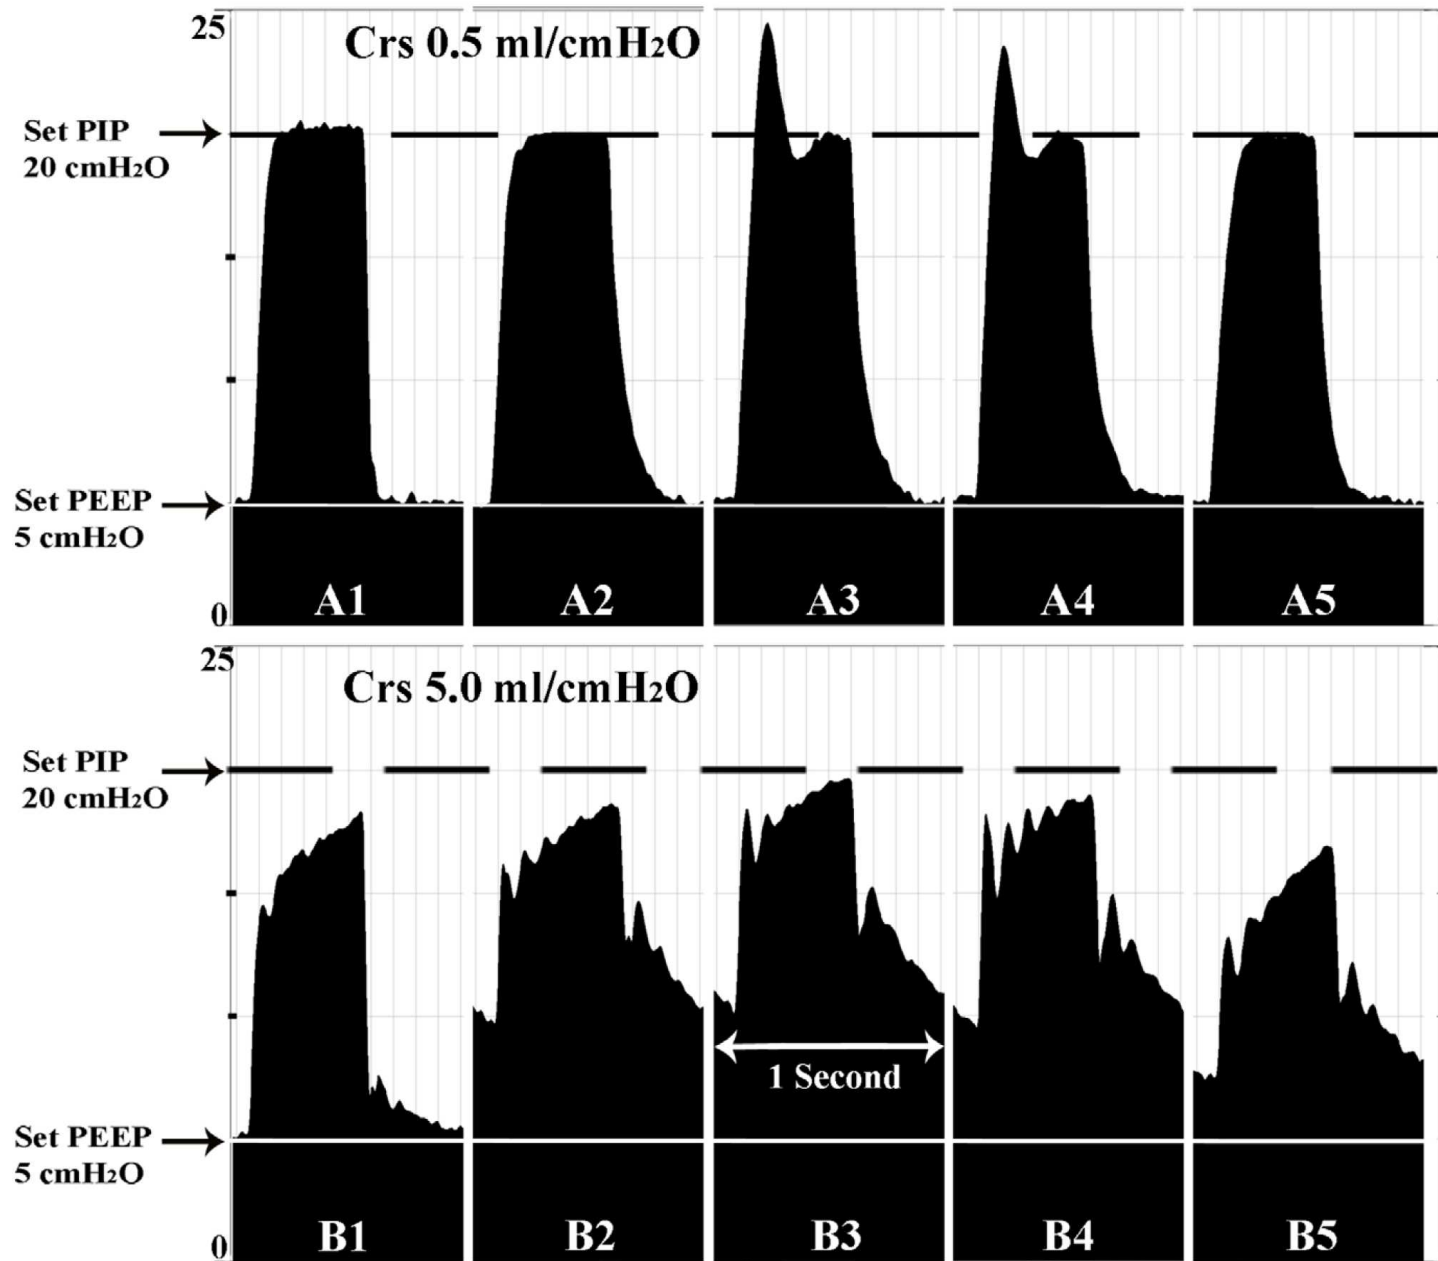 25
Crs 0.5 ml/cmH₂O
Set PIP
20 cmH₂O
Set PEEP
5 cmH₂O
0
A1 A2 A3 A4 A5
25
Crs 5.0 ml/cmH₂O
Set PIP
20 cmH₂O
1 Second
Set PEEP
5 cmH₂O
0
B1 B2 B3 B4 B5